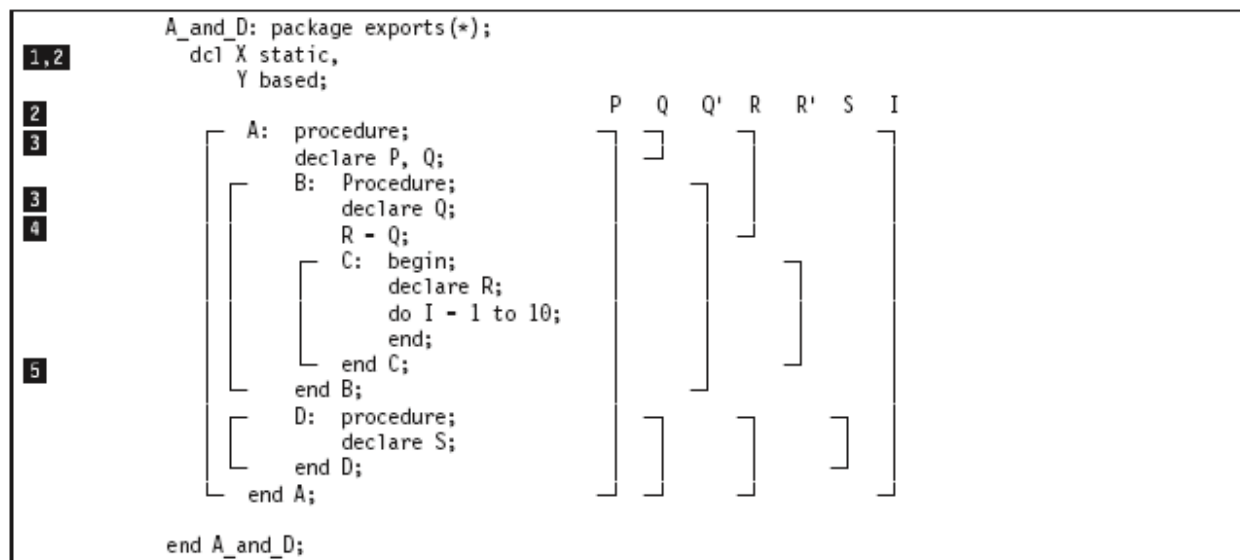 A_and_D: package exports(*);
1,2 dcl X static,
Y based;
2 P Q Q' R R' S I
3 A: procedure;
declare P, Q;
B: Procedure;
3 declare Q;
4 R - Q;
C: begin;
declare R;
do I - 1 to 10;
end;
5 end C;
end B;
D: procedure;
declare S;
end D;
end A;
end A_and_D;